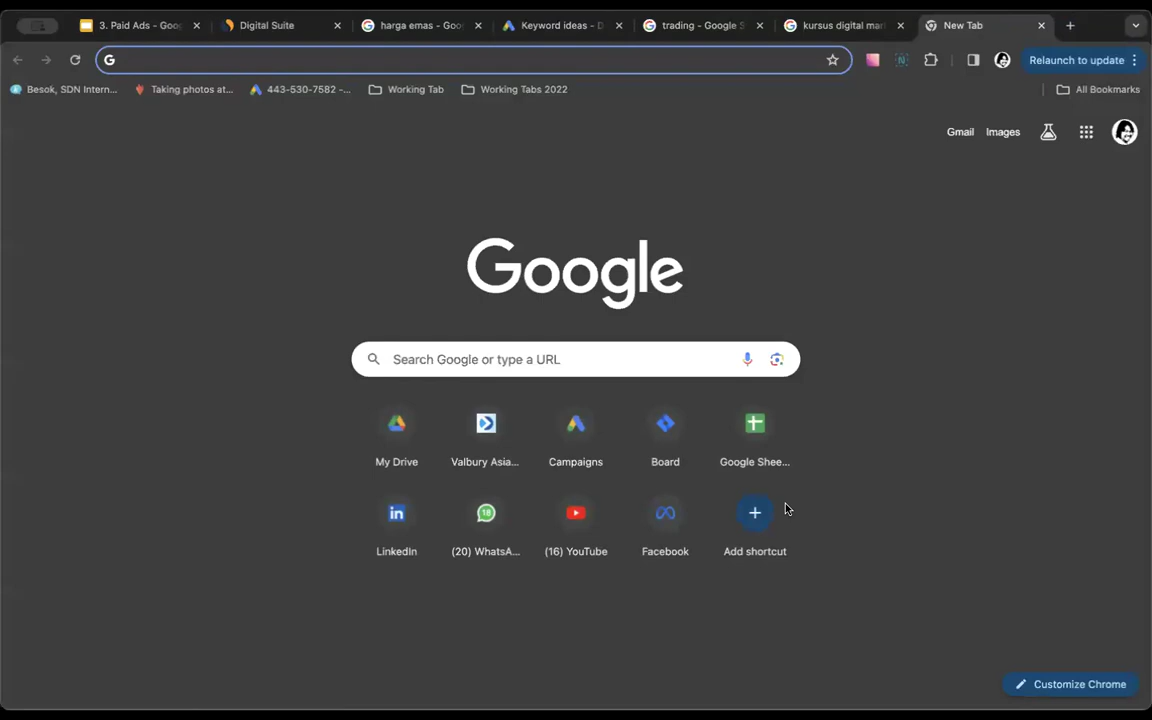 3. Paid Ads - Goo
Digital Suite
harga emas - Goo
Keyword ideas - D
trading - Google S
kursus digital mar
New Tab
Relaunch to update
Besok, SDN Intern...
Taking photos at...
443-530-7582 -...
Working Tab
Working Tabs 2022
All Bookmarks
Gmail
Images
Google
Search Google or type a URL
My Drive
Valbury Asia...
Campaigns
Board
Google Shee...
18
LinkedIn
(20) WhatsA...
(16) YouTube
Facebook
Add shortcut
Customize Chrome